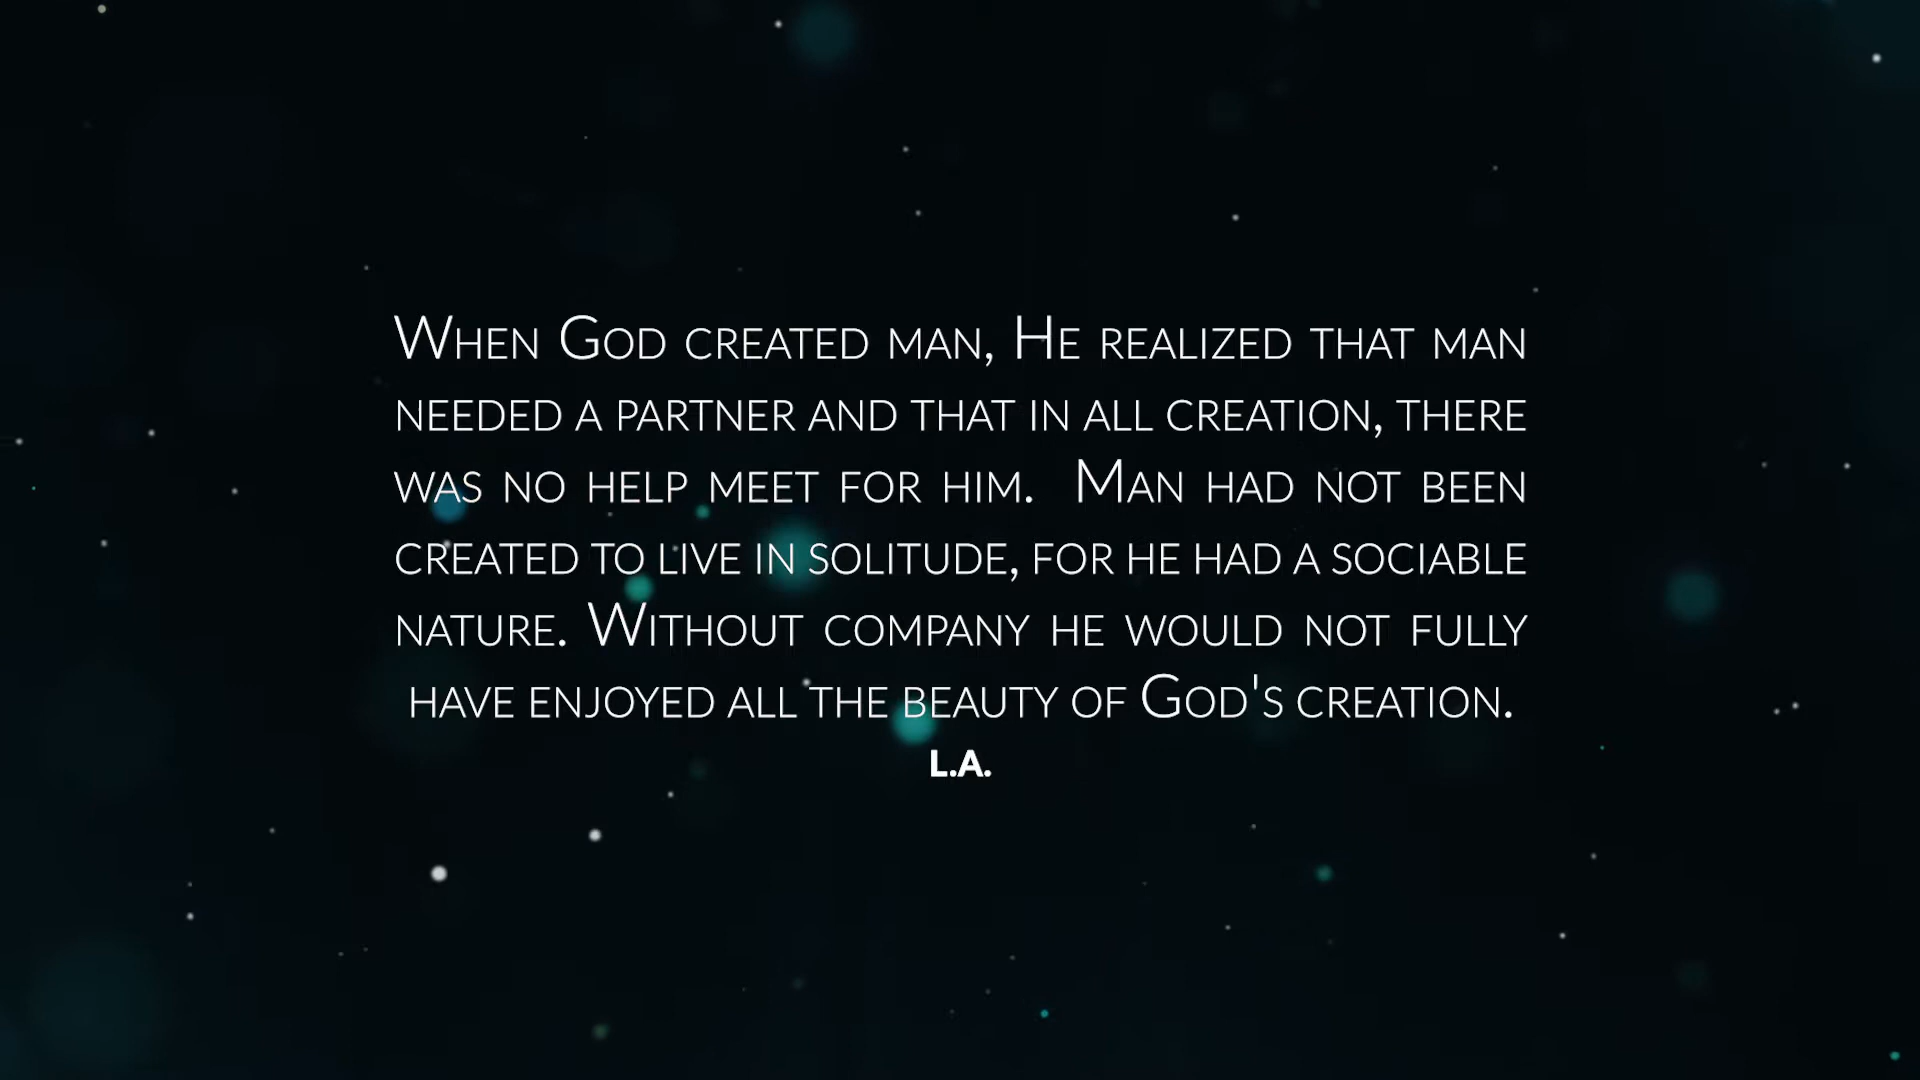 When God created man, He realized that man
needed a partner and that in all creation, there
was no help meet for him. Man had not been
created to live in solitude, for he had a sociable
nature. Without company he would not fully
have enjoyed all the beauty of God's creation.
L.A.